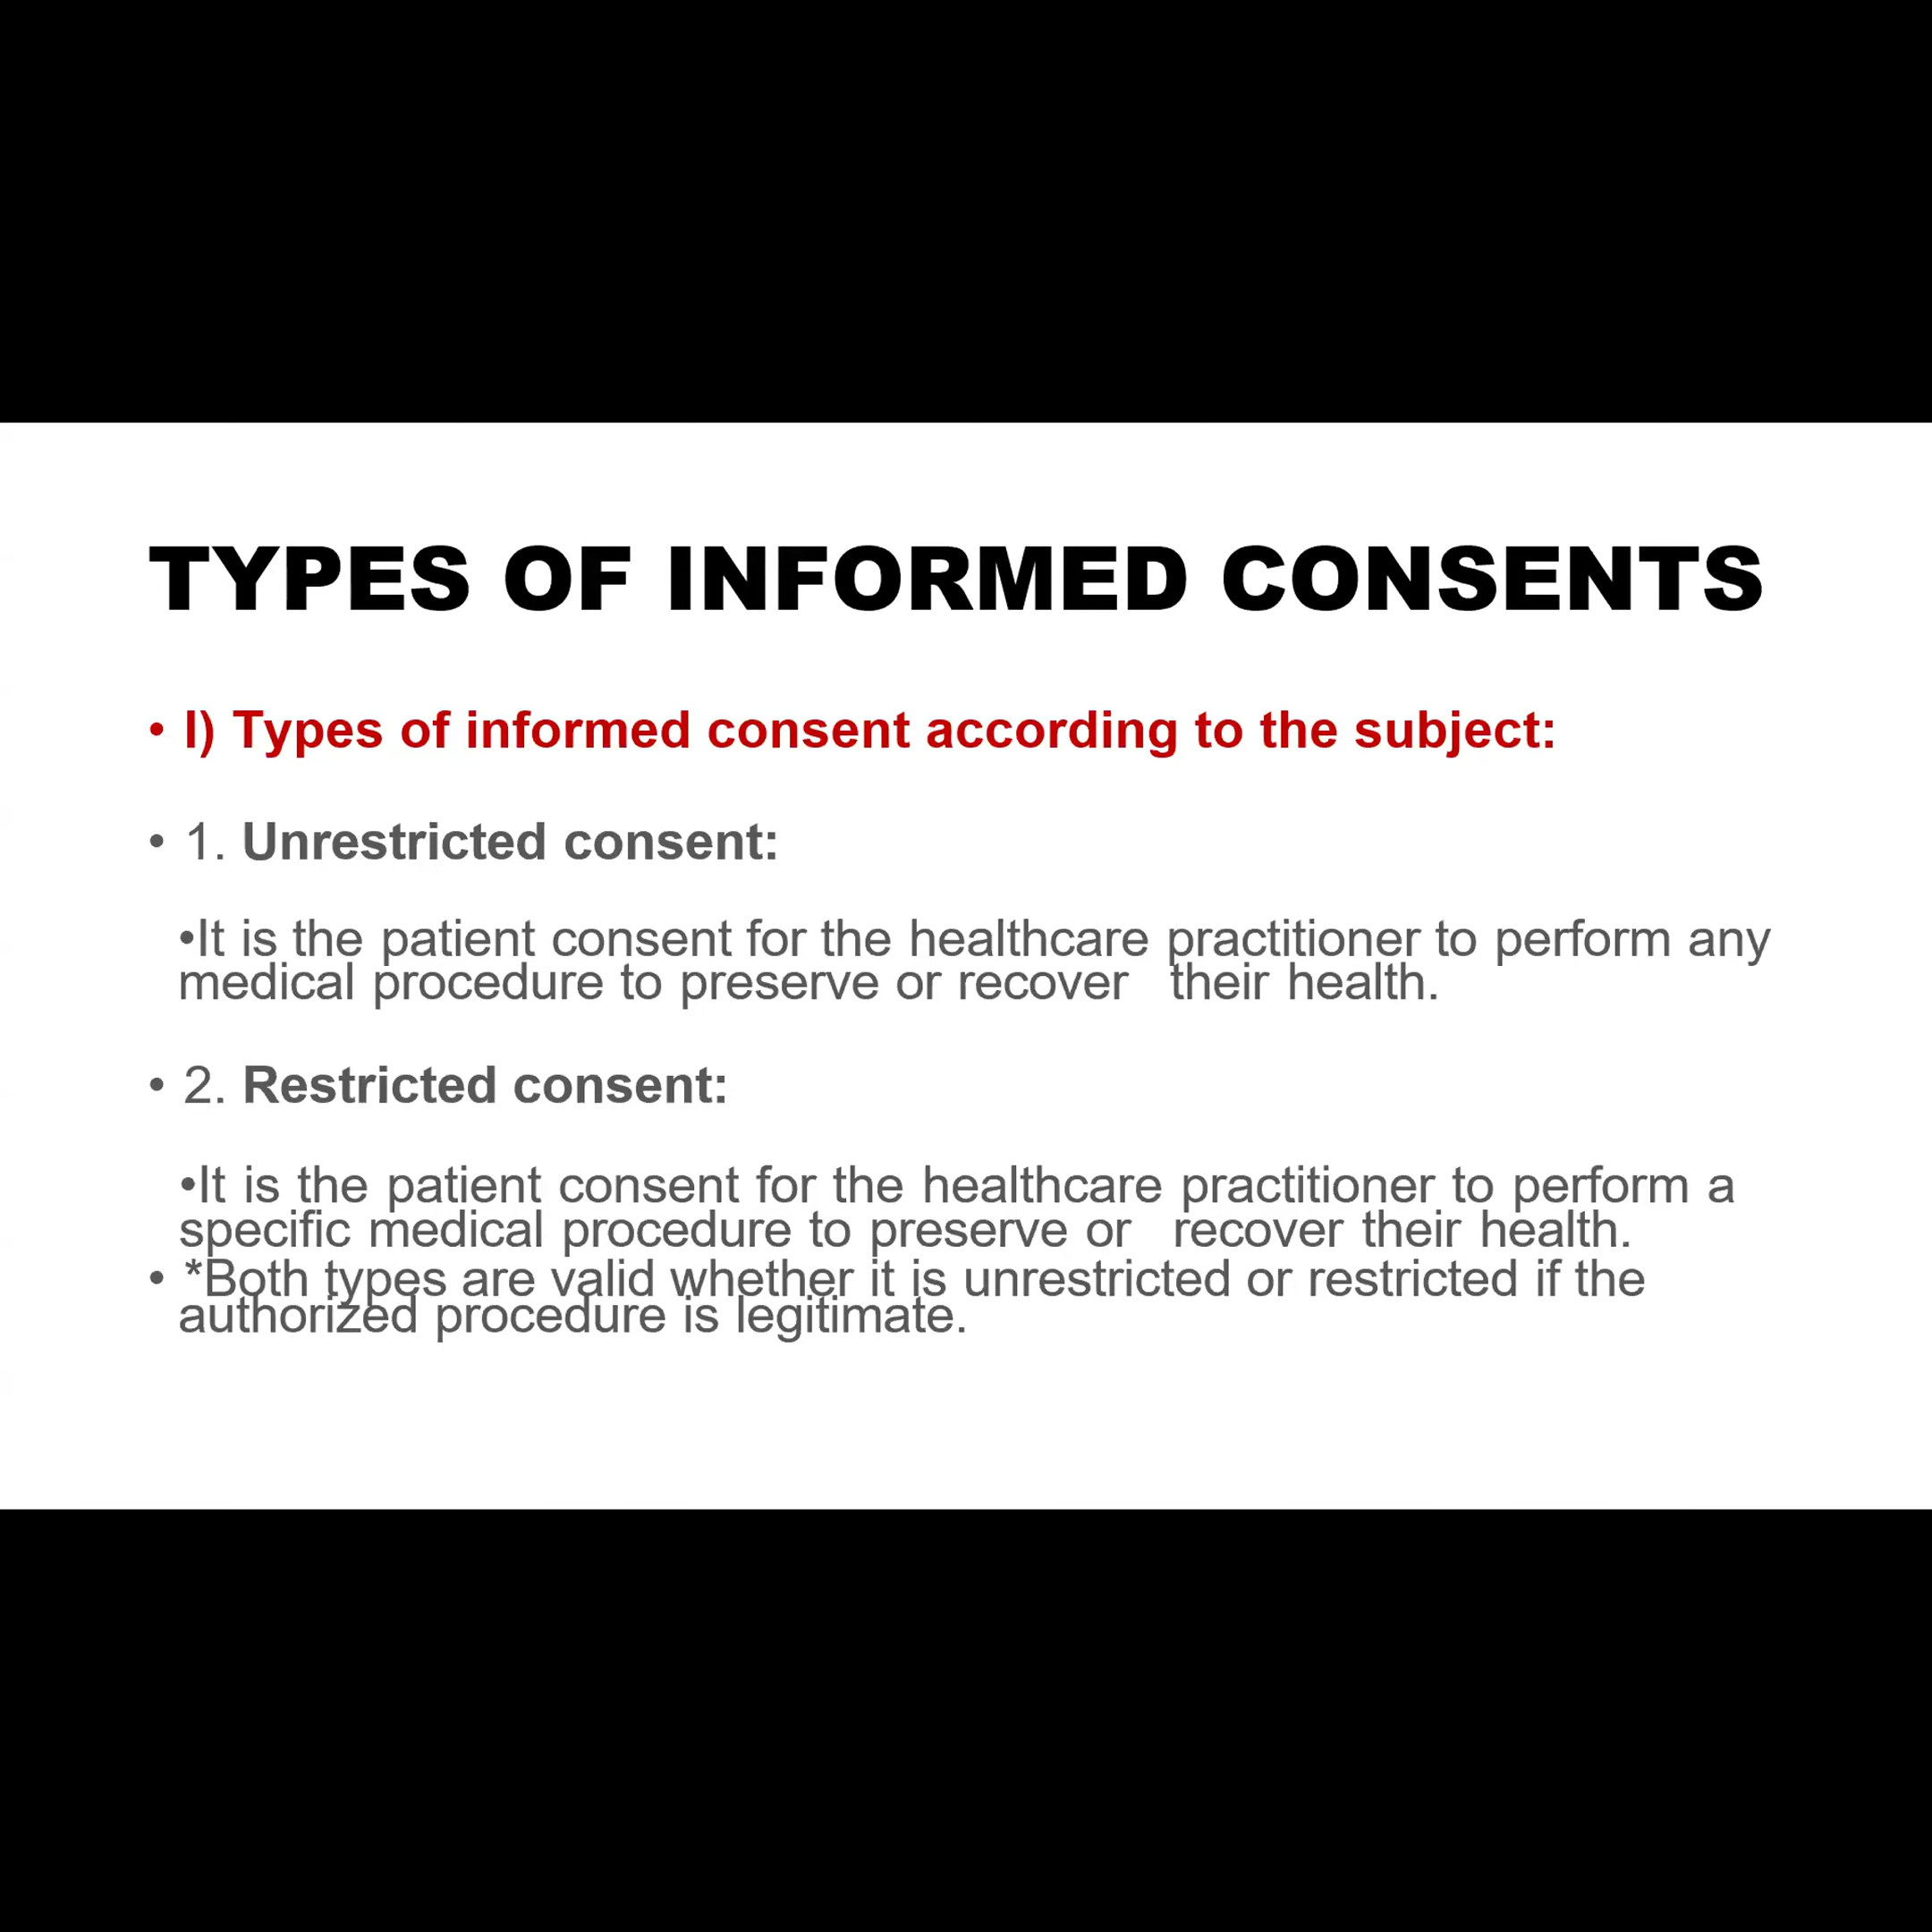 TYPES OF INFORMED CONSENTS
• I) Types of informed consent according to the subject:
• 1. Unrestricted consent:
•It is the patient consent for the healthcare practitioner to perform any
medical procedure to preserve or recover their health.
• 2. Restricted consent:
•It is the patient consent for the healthcare practitioner to perform a
specific medical procedure to preserve or recover their health.
• *Both types are valid whether it is unrestricted or restricted if the
authorized procedure is legitimate.